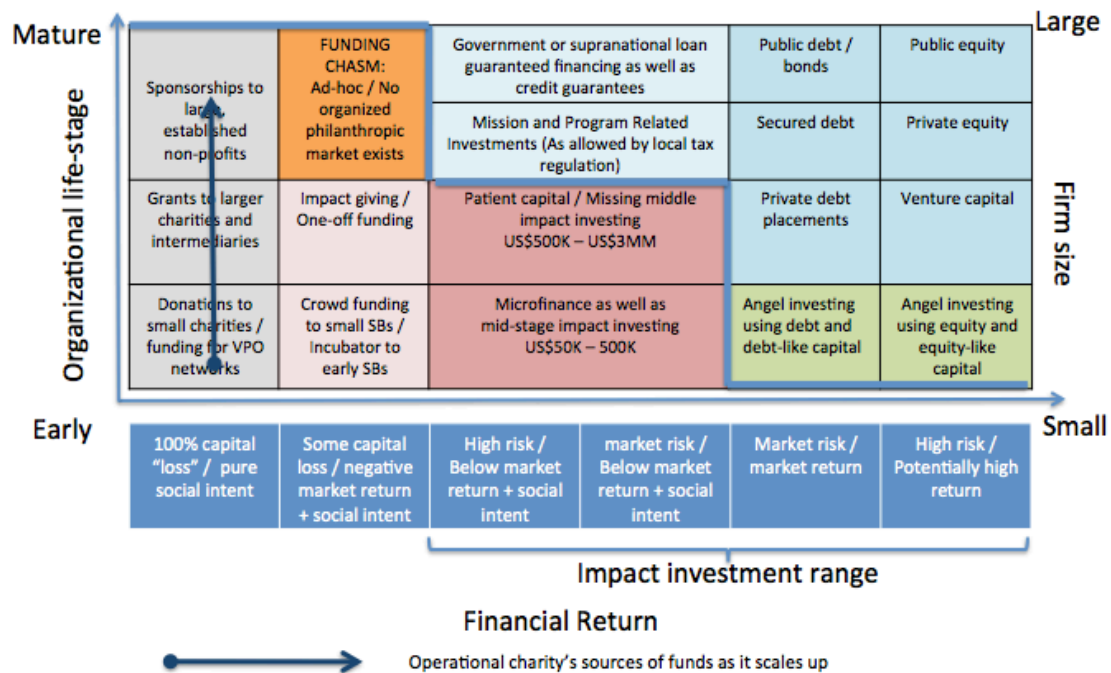 Mature
Large
Organizational life-stage
Firm size
Sponsorships to
large,
established
non-profits
FUNDING
CHASM:
Ad-hoc / No
organized
philanthropic
market exists
Government or supranational loan
guaranteed financing as well as
credit guarantees
Mission and Program Related
Investments (As allowed by local tax
regulation)
Public debt /
bonds
Public equity
Secured debt
Private equity
Grants to larger
charities and
intermediaries
Impact giving /
One-off funding
Patient capital / Missing middle
impact investing
US$500K – US$3MM
Private debt
placements
Venture capital
Donations to
small charities /
funding for VPO
networks
Crowd funding
to small SBs /
Incubator to
early SBs
Microfinance as well as
mid-stage impact investing
US$50K – 500K
Angel investing
using debt and
debt-like capital
Angel investing
using equity and
equity-like
capital
Early
Small
100% capital
“loss” / pure
social intent
Some capital
loss / negative
market return
+ social intent
High risk /
Below market
return + social
intent
market risk /
Below market
return + social
intent
Market risk /
market return
High risk /
Potentially high
return
Impact investment range
Financial Return
Operational charity’s sources of funds as it scales up